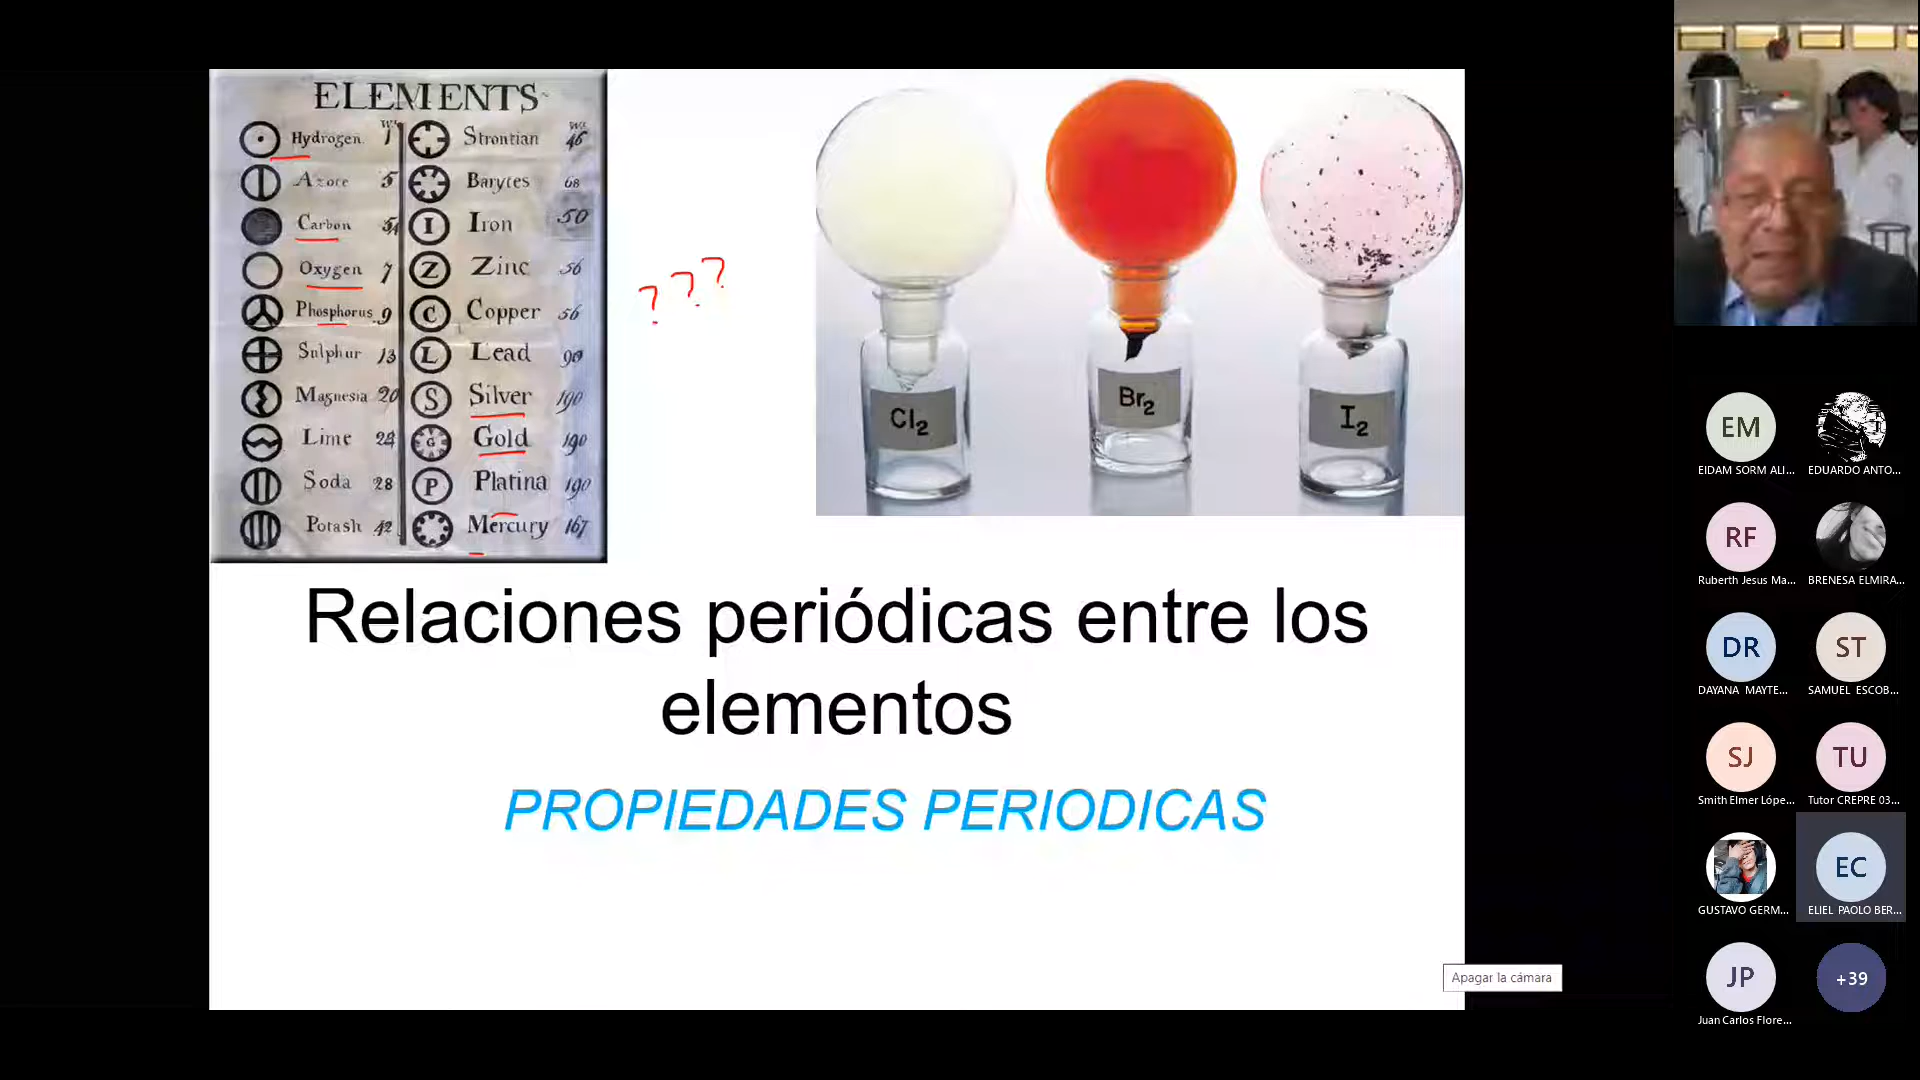 ELEMENTS
Hydrogen. 1
Azote 5
Carbon 54
Oxygen 7
Phosphorus. 9
Sulphur 13
Magnesia 20
Lime 24
Soda 28
Potash 42
Strontian 46
Barytes 68
Iron 50
Zinc 56
Copper 56
Lead 90
Silver 190
Gold 190
Platina 190
Mercury 167
I
Z
C
L
S
G
P
? ? ?
Cl2
Br2
I2
Relaciones periódicas entre los
elementos
PROPIEDADES PERIODICAS
Apagar la cámara
EM
EIDAM SORM ALI...
EDUARDO ANTO...
RF
Ruberth Jesus Ma...
BRENESA ELMIRA...
DR
DAYANA MAYTE...
ST
SAMUEL ESCOB...
SJ
Smith Elmer Lópe...
TU
Tutor CREPRE 03...
GUSTAVO GERM...
EC
ELIEL PAOLO BER...
JP
Juan Carlos Flore...
+39